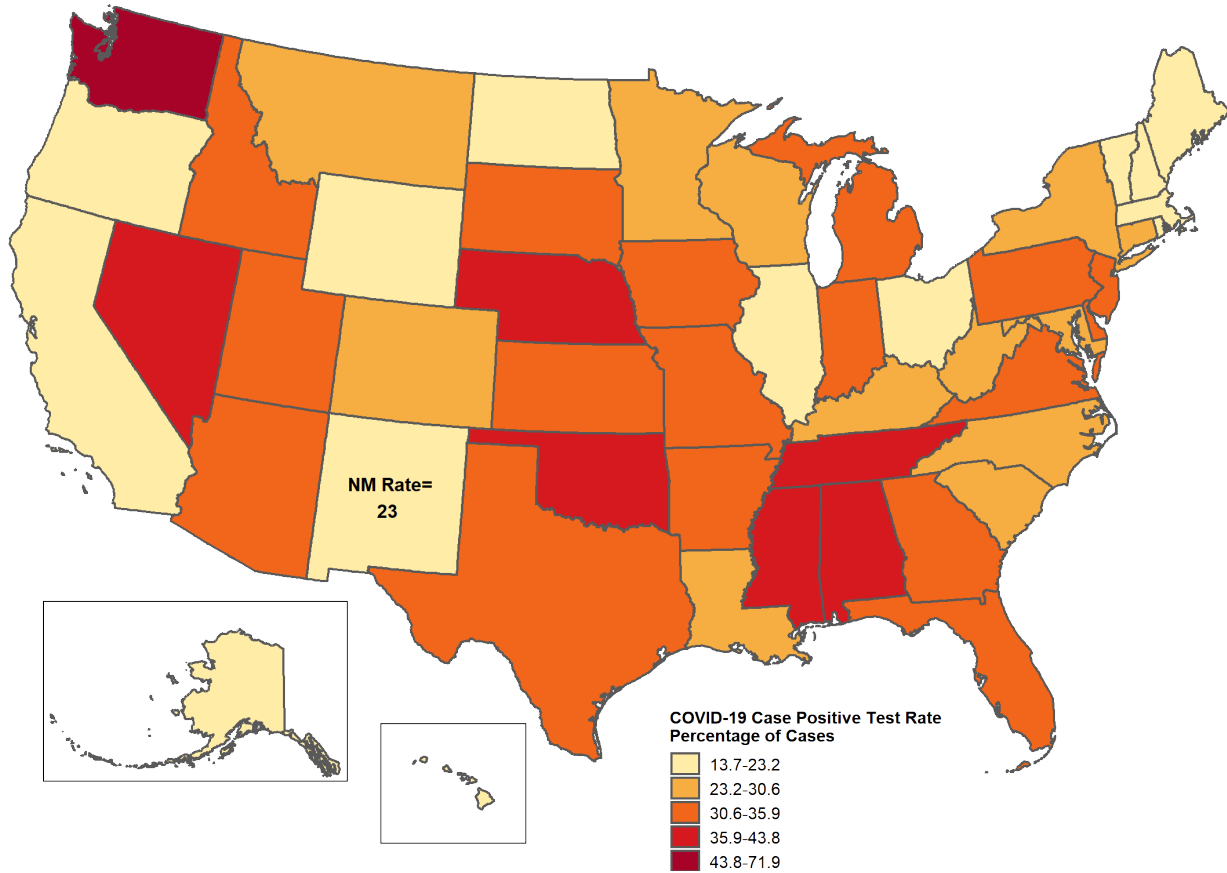 NM Rate=
23
COVID-19 Case Positive Test Rate
Percentage of Cases
13.7-23.2
23.2-30.6
30.6-35.9
35.9-43.8
43.8-71.9